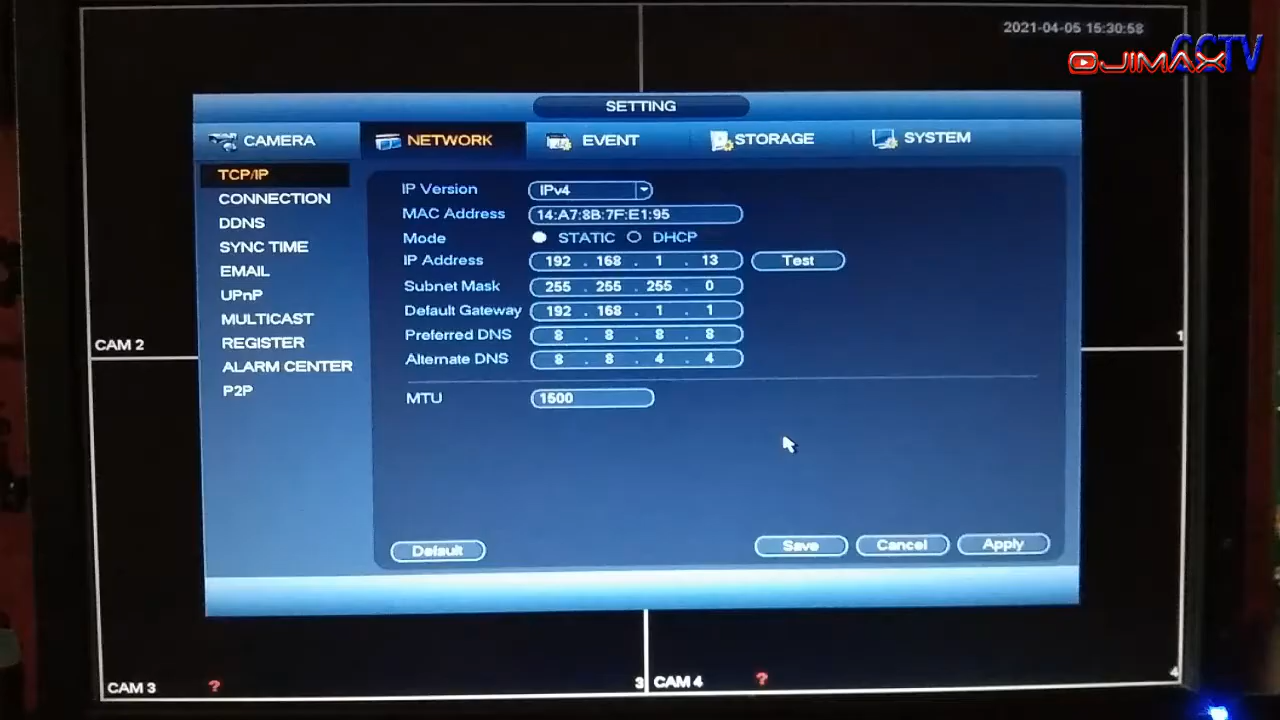 2021-04-05 15:30:58
CCTV
OJIMAX
SETTING
CAMERA
NETWORK
EVENT
STORAGE
SYSTEM
TCP/IP
CONNECTION
DDNS
SYNC TIME
EMAIL
UPnP
MULTICAST
REGISTER
ALARM CENTER
P2P
IP Version IPv4
MAC Address 14:A7:8B:7F:E1:95
Mode STATIC DHCP
IP Address 192 . 168 . 1 . 13 Test
Subnet Mask 255 . 255 . 255 . 0
Default Gateway 192 . 168 . 1 . 1
Preferred DNS 8 . 8 . 8 . 8
Alternate DNS 8 . 8 . 4 . 4
MTU 1500
Default Save Cancel Apply
CAM 2
1
CAM 3 ? 3
CAM 4 ? 4